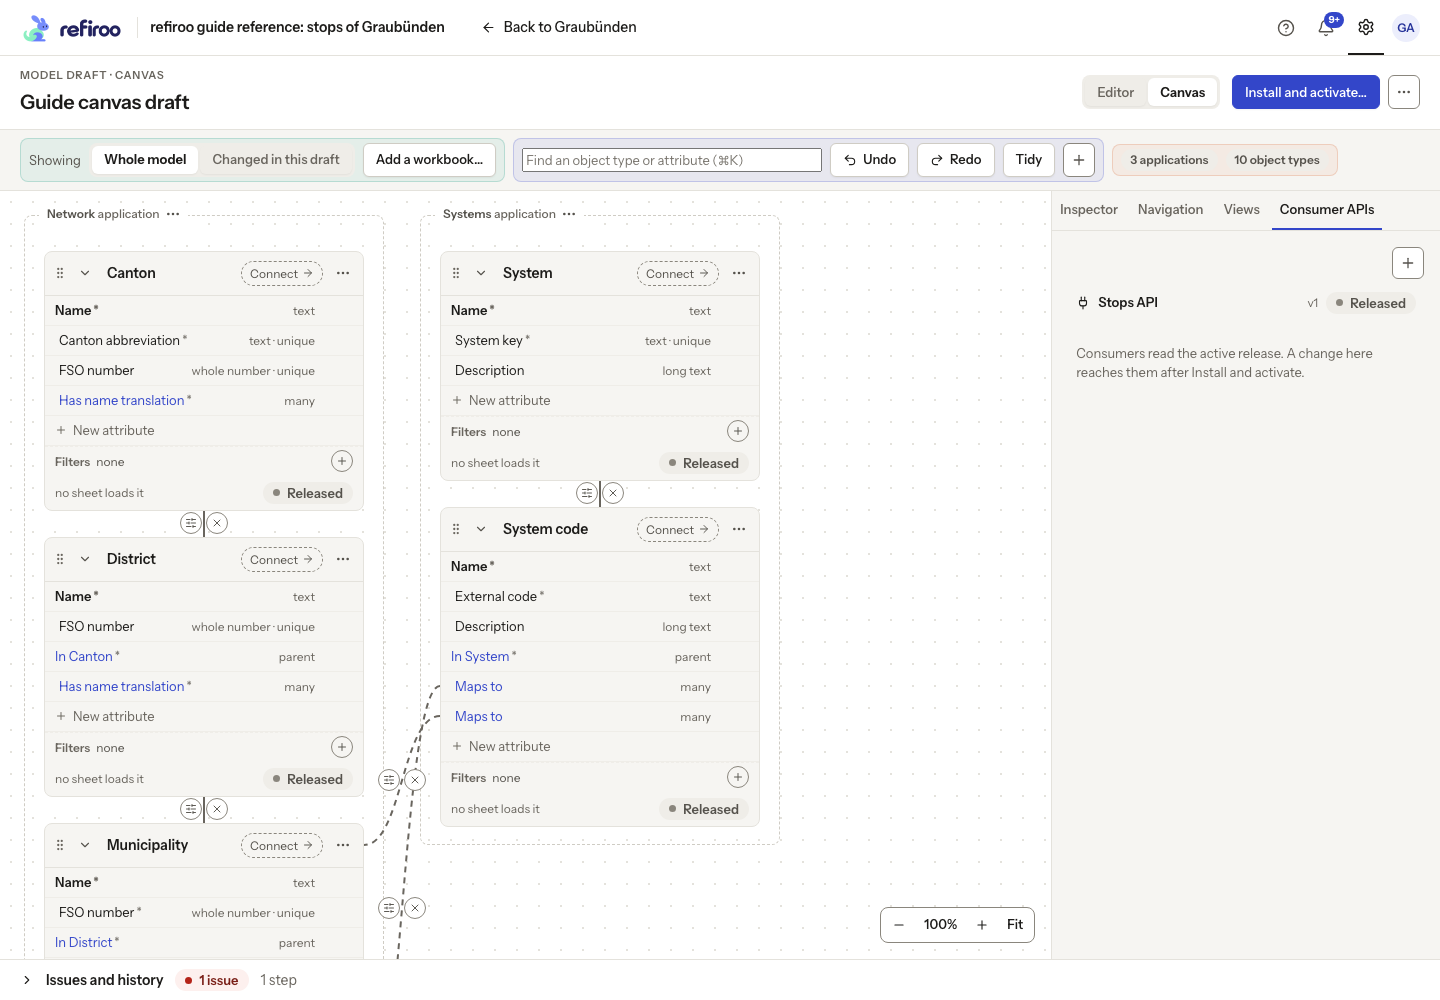 refiroo
refiroo guide reference: stops of Graubünden
Back to Graubünden
9+
GA
MODEL DRAFT · CANVAS
Guide canvas draft
Editor
Canvas
Install and activate…
Showing
Whole model
Changed in this draft
Add a workbook…
Find an object type or attribute (⌘K)
Undo
Redo
Tidy
3 applications
10 object types
Network application
Canton
Connect
Name *
text
Canton abbreviation *
text · unique
FSO number
whole number · unique
Has name translation *
many
New attribute
Filters none
no sheet loads it
Released
District
Connect
Name *
text
FSO number
whole number · unique
In Canton *
parent
Has name translation *
many
New attribute
Filters none
no sheet loads it
Released
Municipality
Connect
Name *
text
FSO number *
whole number · unique
In District *
parent
Systems application
System
Connect
Name *
text
System key *
text · unique
Description
long text
New attribute
Filters none
no sheet loads it
Released
System code
Connect
Name *
text
External code *
text
Description
long text
In System *
parent
Maps to
many
Maps to
many
New attribute
Filters none
no sheet loads it
Released
100%
Fit
Inspector
Navigation
Views
Consumer APIs
Stops API
v1
Released
Consumers read the active release. A change here
reaches them after Install and activate.
Issues and history
1 issue
1 step